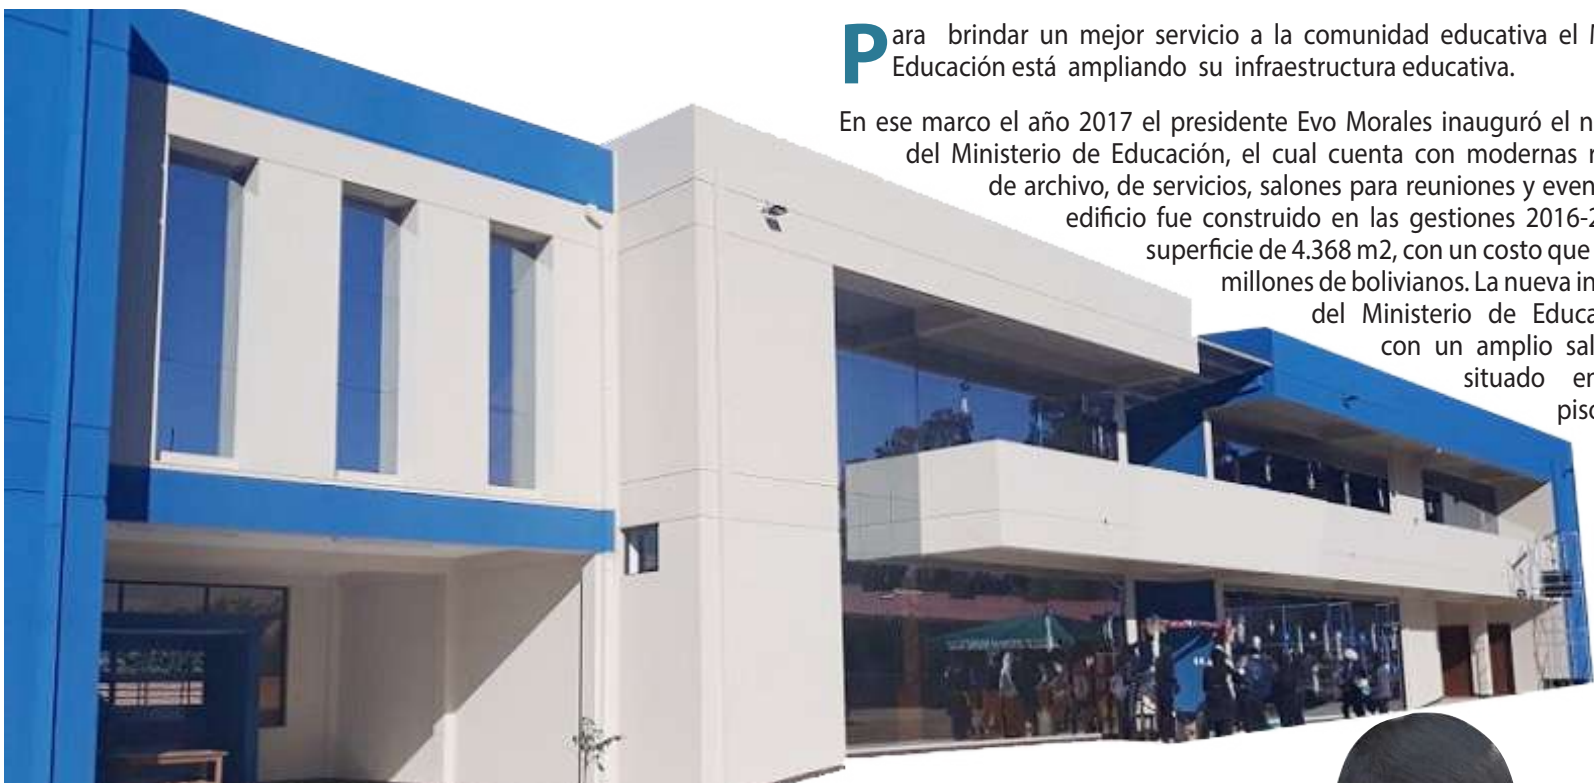 Para brindar un mejor servicio a la comunidad educativa el
Educación está ampliando su infraestructura educativa.
En ese marco el año 2017 el presidente Evo Morales inauguró el
del Ministerio de Educación, el cual cuenta con modernas
de archivo, de servicios, salones para reuniones y
edificio fue construido en las gestiones
superficie de 4.368 m2, con un costo que
millones de bolivianos. La nueva
del Ministerio de
con un amplio
situado